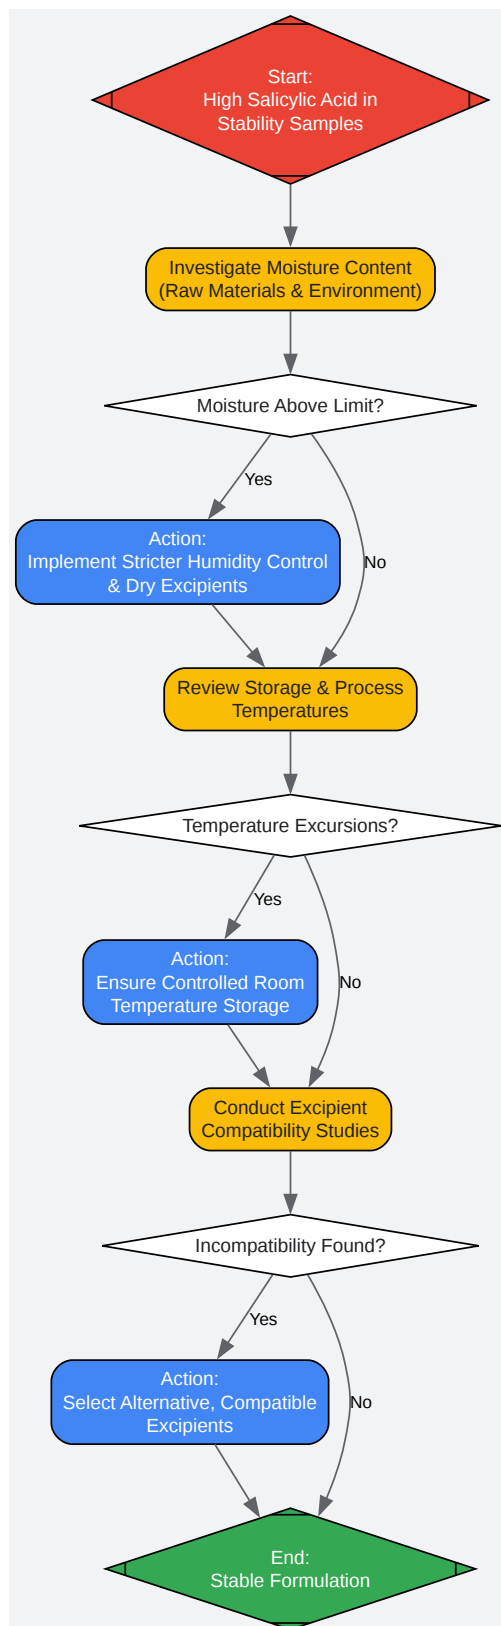 Start:
High Salicylic Acid in
Stability Samples
Investigate Moisture Content
(Raw Materials & Environment)
Moisture Above Limit?
Yes
Action:
Implement Stricter Humidity Control
& Dry Excipients
No
Review Storage & Process
Temperatures
Temperature Excursions?
Yes
Action:
Ensure Controlled Room
Temperature Storage
No
Conduct Excipient
Compatibility Studies
Incompatibility Found?
Yes
Action:
Select Alternative, Compatible
Excipients
No
End:
Stable Formulation